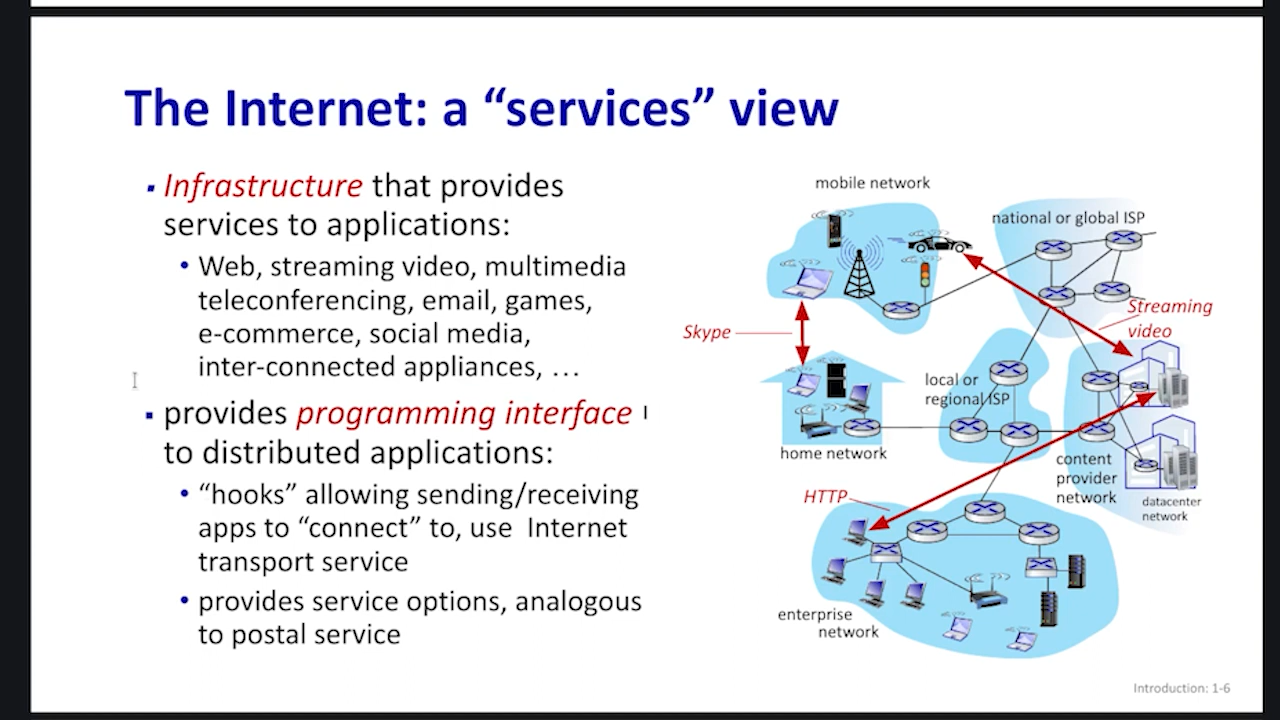 The Internet: a “services” view
▪ Infrastructure that provides
services to applications:
• Web, streaming video, multimedia
teleconferencing, email, games,
e-commerce, social media,
inter-connected appliances, …
▪ provides programming interface
to distributed applications:
• “hooks” allowing sending/receiving
apps to “connect” to, use Internet
transport service
• provides service options, analogous
to postal service
mobile network
national or global ISP
Streaming
video
Skype
local or
regional ISP
home network
content
provider
network
datacenter
network
HTTP
enterprise
network
Introduction: 1-6